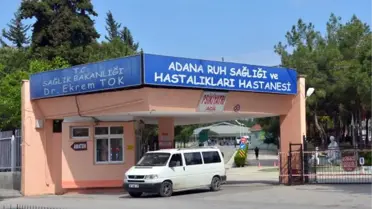 T.C.
SAĞLIK BAKANLIĞI
Dr. Ekrem TOK
ADANA RUH SAĞLIĞI ve
HASTALIKLARI HASTANESİ